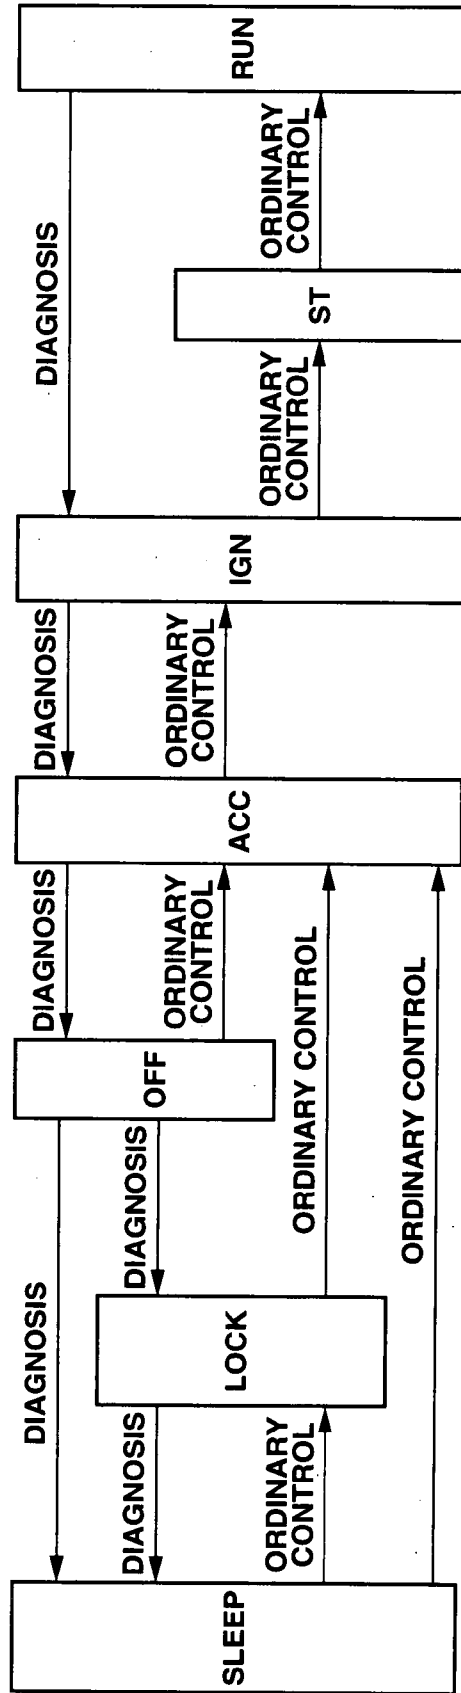 SLEEP
DIAGNOSIS
DIAGNOSIS
ORDINARY
CONTROL
LOCK
DIAGNOSIS
ORDINARY CONTROL
ORDINARY CONTROL
OFF
DIAGNOSIS
ORDINARY
CONTROL
ACC
DIAGNOSIS
ORDINARY
CONTROL
IGN
DIAGNOSIS
ORDINARY
CONTROL
ST
ORDINARY
CONTROL
RUN